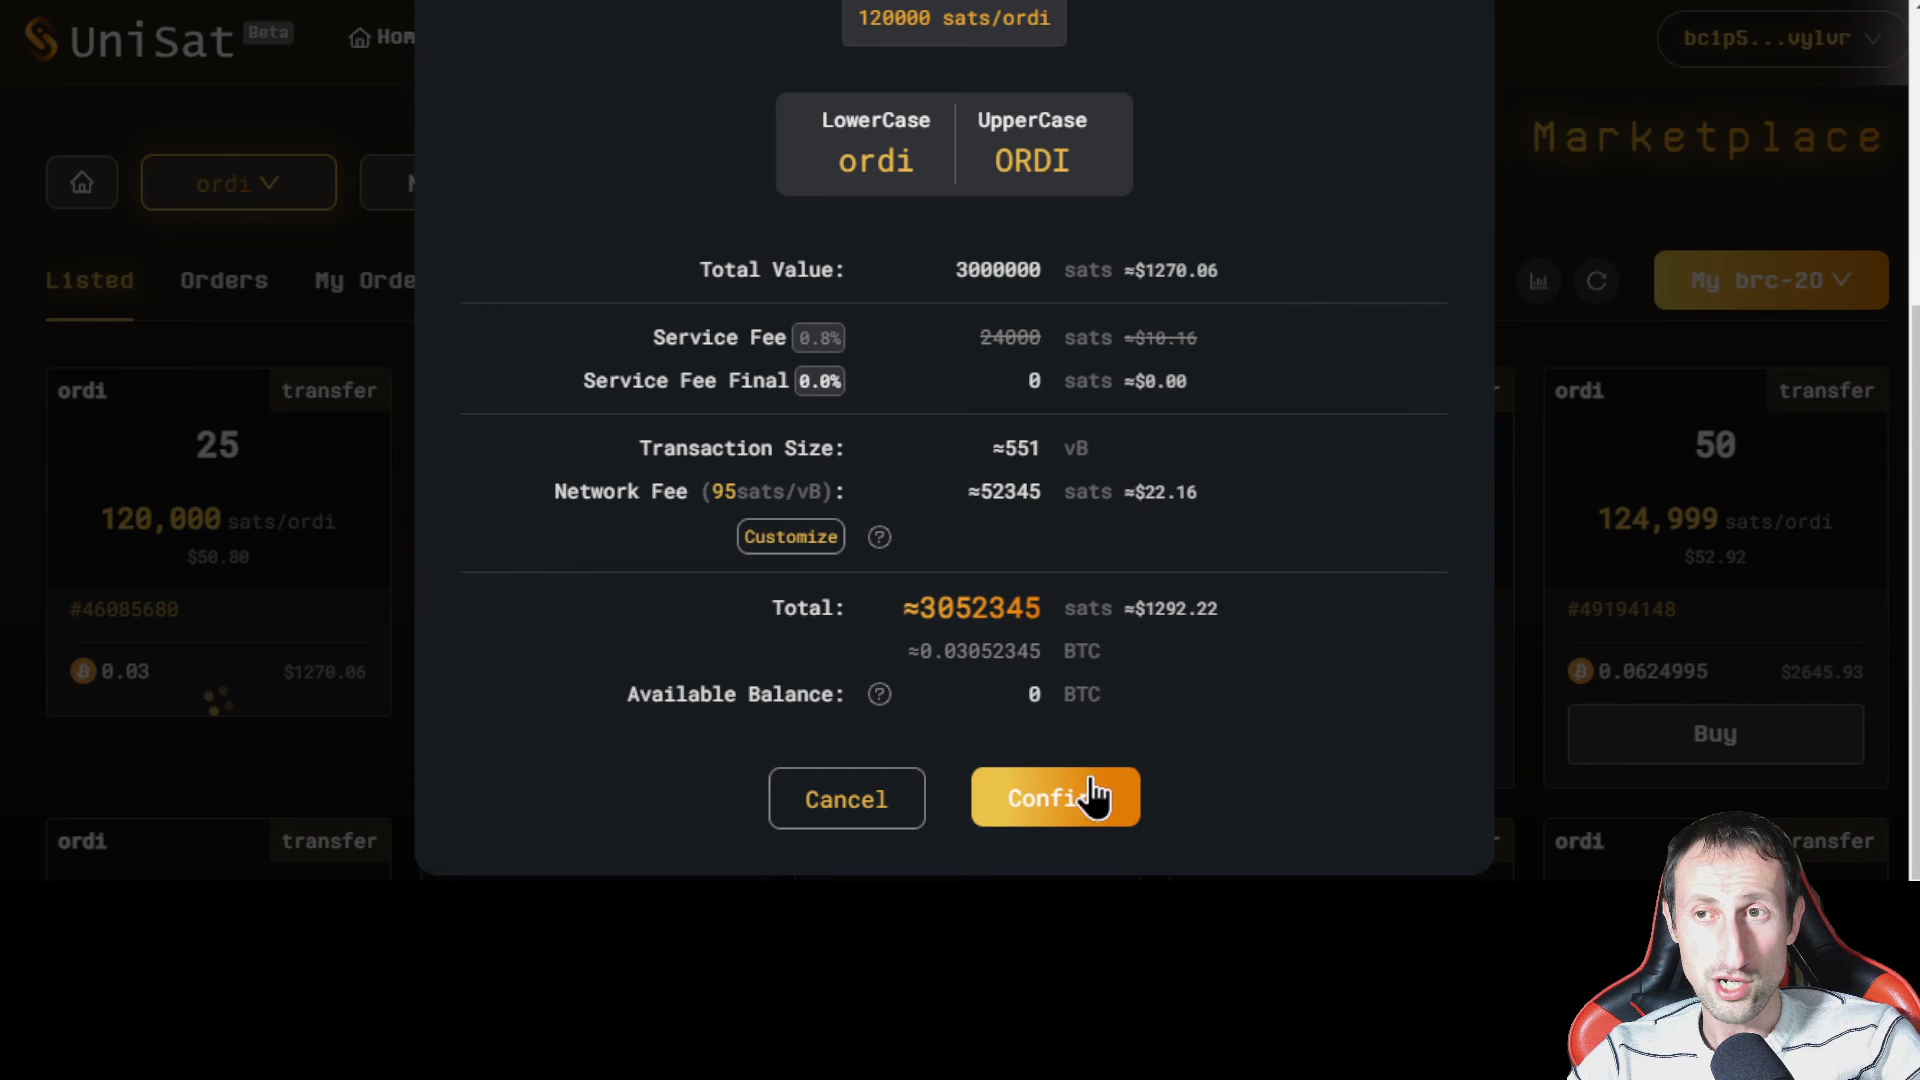 UniSat Beta
120000 sats/ordi
bc1p5...vylvr
LowerCase UpperCase
ordi ORDI
Marketplace
ordi
Listed Orders
My brc-20
Total Value: 3000000 sats ≈$1270.06
Service Fee 0.8% 24000 sats ≈$10.16
Service Fee Final 0.0% 0 sats ≈$0.00
Transaction Size: ≈551 vB
Network Fee (95sats/vB): ≈52345 sats ≈$22.16
Customize ?
Total: ≈3052345 sats ≈$1292.22
≈0.03052345 BTC
Available Balance: ? 0 BTC
Cancel
ordi transfer
25
120,000 sats/ordi
$50.80
#46085680
0.03 $1270.06
ordi transfer
50
124,999 sats/ordi
$52.92
#49194148
0.0624995 $2645.93
Buy
ordi transfer
ordi